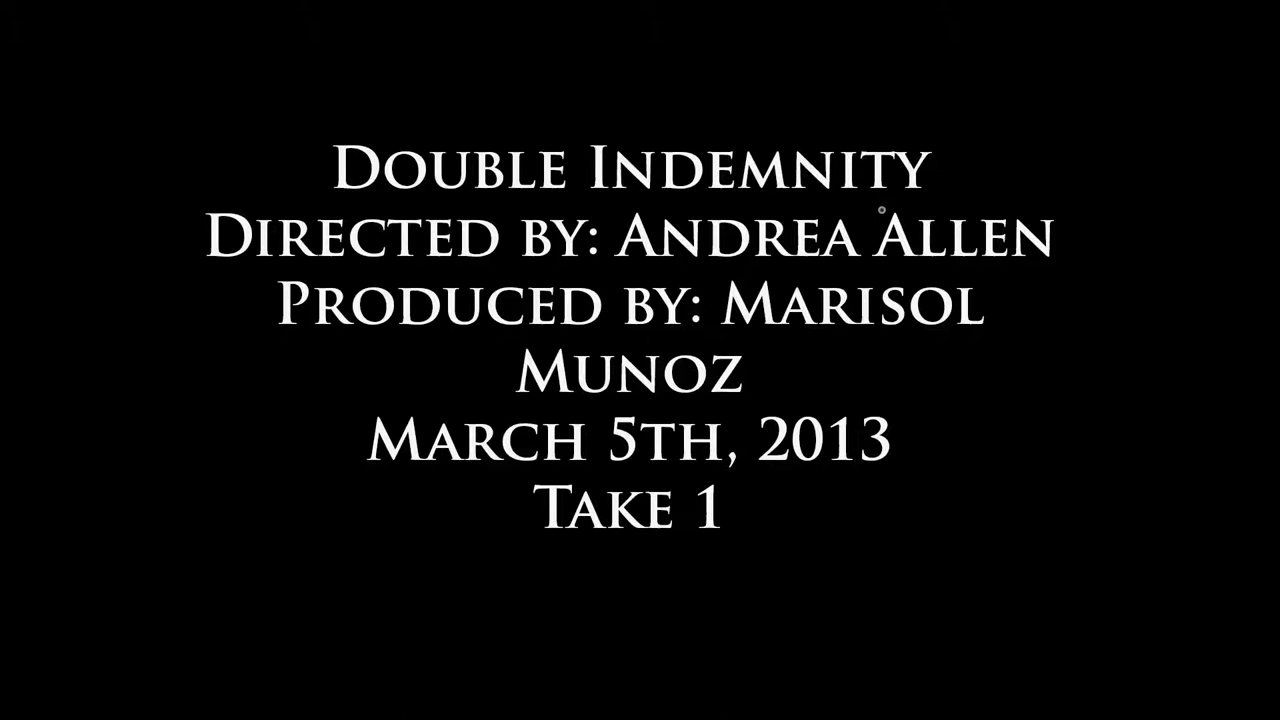 Double Indemnity
Directed by: Andrea Allen
Produced by: Marisol
Munoz
March 5th, 2013
Take 1